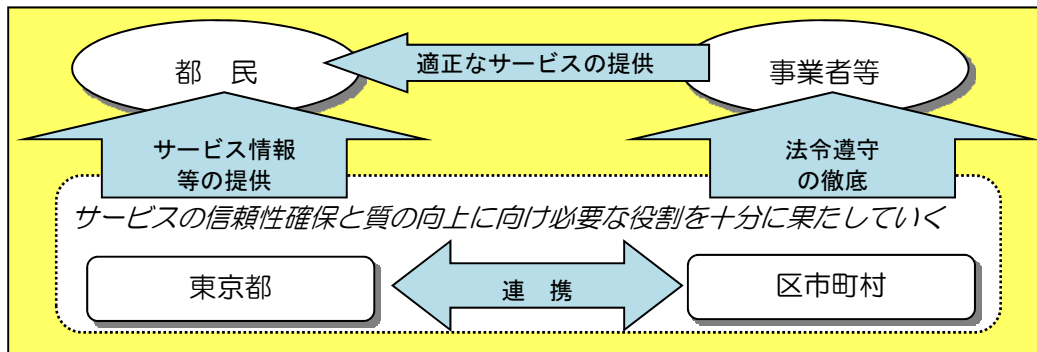 都　民
適正なサービスの提供
事業者等
サービス情報
等の提供
法令遵守
の徹底
サービスの信頼性確保と質の向上に向け必要な役割を十分に果たしていく
東京都
連　携
区市町村